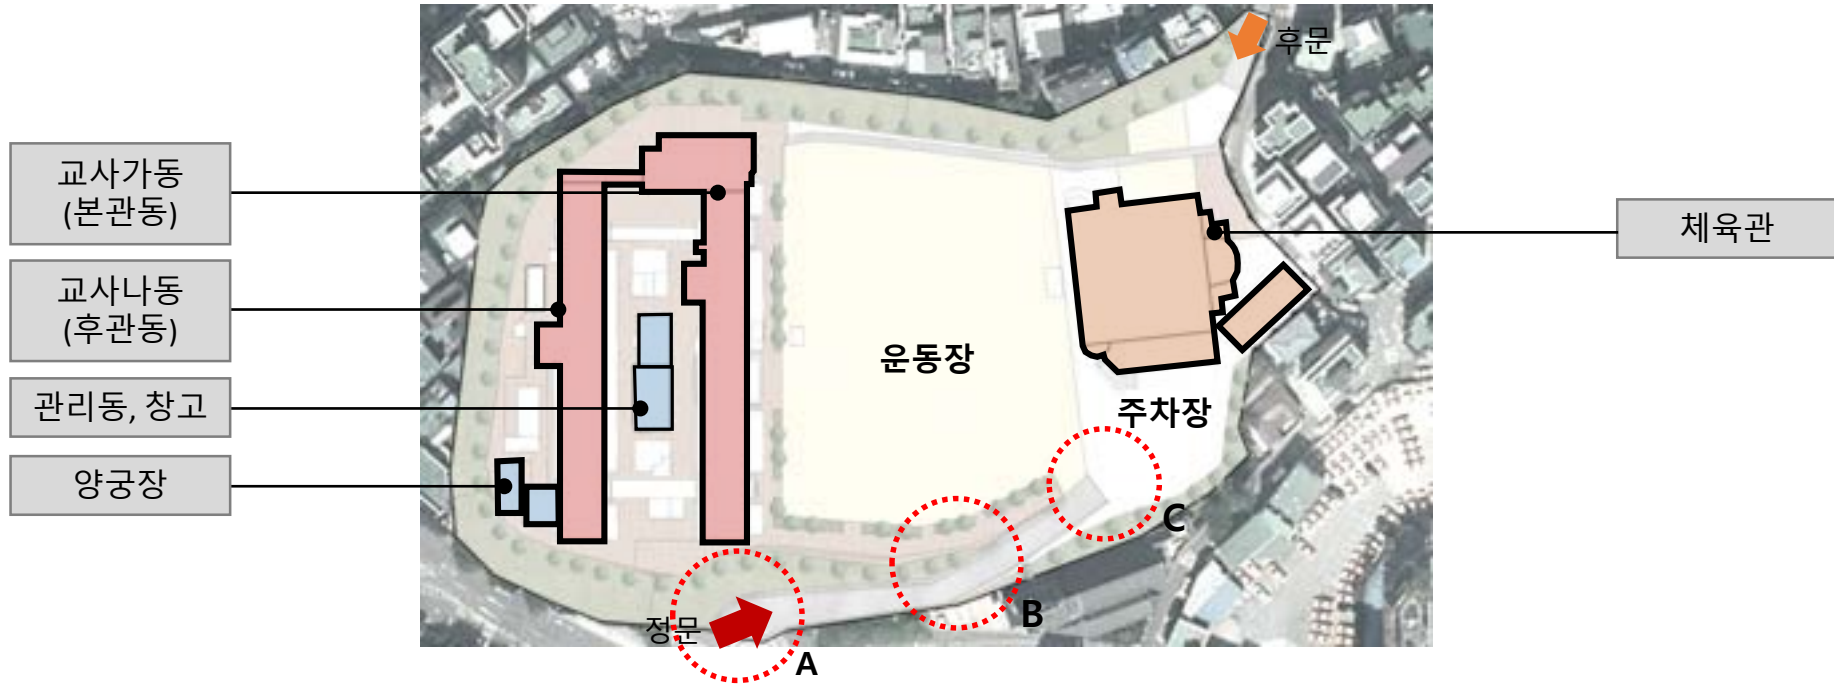 후문
교사가동
(본관동)
교사나동
(후관동)
관리동, 창고
양궁장
체육관
운동장
주차장
C
B
정문
A